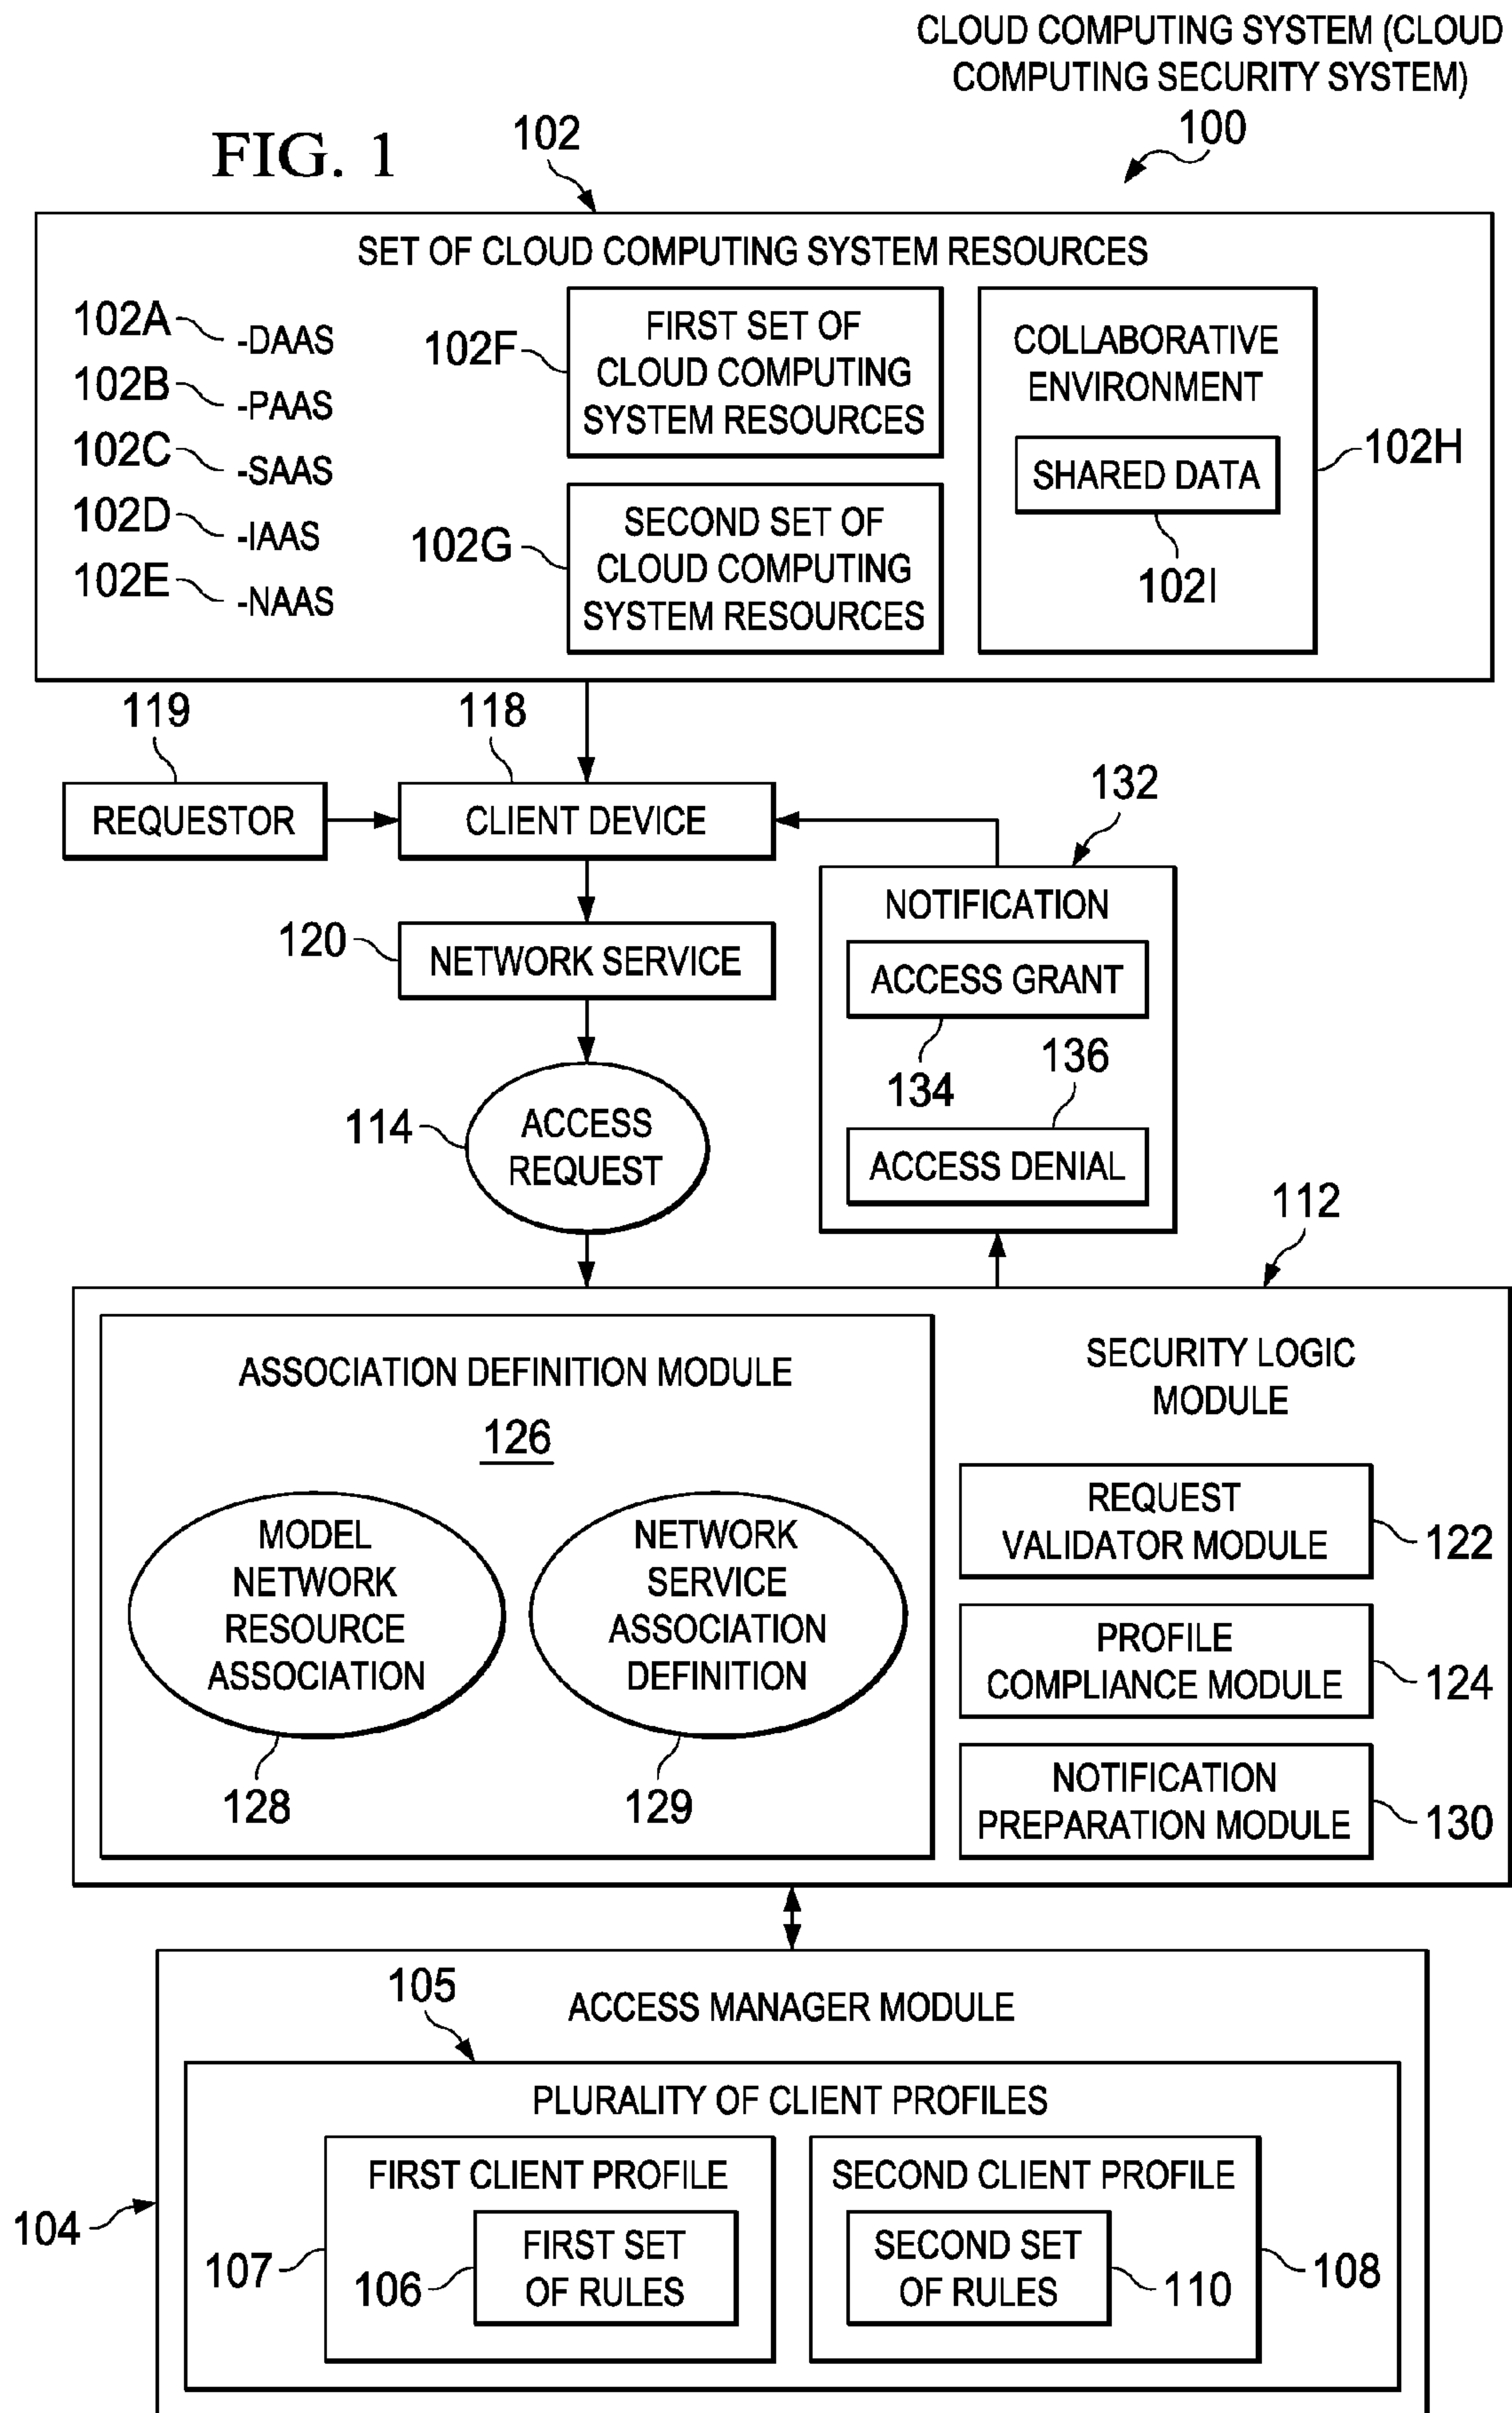 CLOUD COMPUTING SYSTEM (CLOUD
COMPUTING SECURITY SYSTEM)
100
FIG. 1
102
SET OF CLOUD COMPUTING SYSTEM RESOURCES
102A
-DAAS
102B
-PAAS
102C
-SAAS
102D
-IAAS
102E
-NAAS
102F
FIRST SET OF
CLOUD COMPUTING
SYSTEM RESOURCES
102G
SECOND SET OF
CLOUD COMPUTING
SYSTEM RESOURCES
COLLABORATIVE
ENVIRONMENT
SHARED DATA
102H
102I
119
118
REQUESTOR
CLIENT DEVICE
132
120
NETWORK SERVICE
NOTIFICATION
ACCESS GRANT
134
136
ACCESS DENIAL
114
ACCESS
REQUEST
112
ASSOCIATION DEFINITION MODULE
126
MODEL
NETWORK
RESOURCE
ASSOCIATION
128
NETWORK
SERVICE
ASSOCIATION
DEFINITION
129
SECURITY LOGIC
MODULE
REQUEST
VALIDATOR MODULE
122
PROFILE
COMPLIANCE MODULE
124
NOTIFICATION
PREPARATION MODULE
130
105
ACCESS MANAGER MODULE
PLURALITY OF CLIENT PROFILES
104
FIRST CLIENT PROFILE
107
106
FIRST SET
OF RULES
SECOND CLIENT PROFILE
SECOND SET
OF RULES
110
108